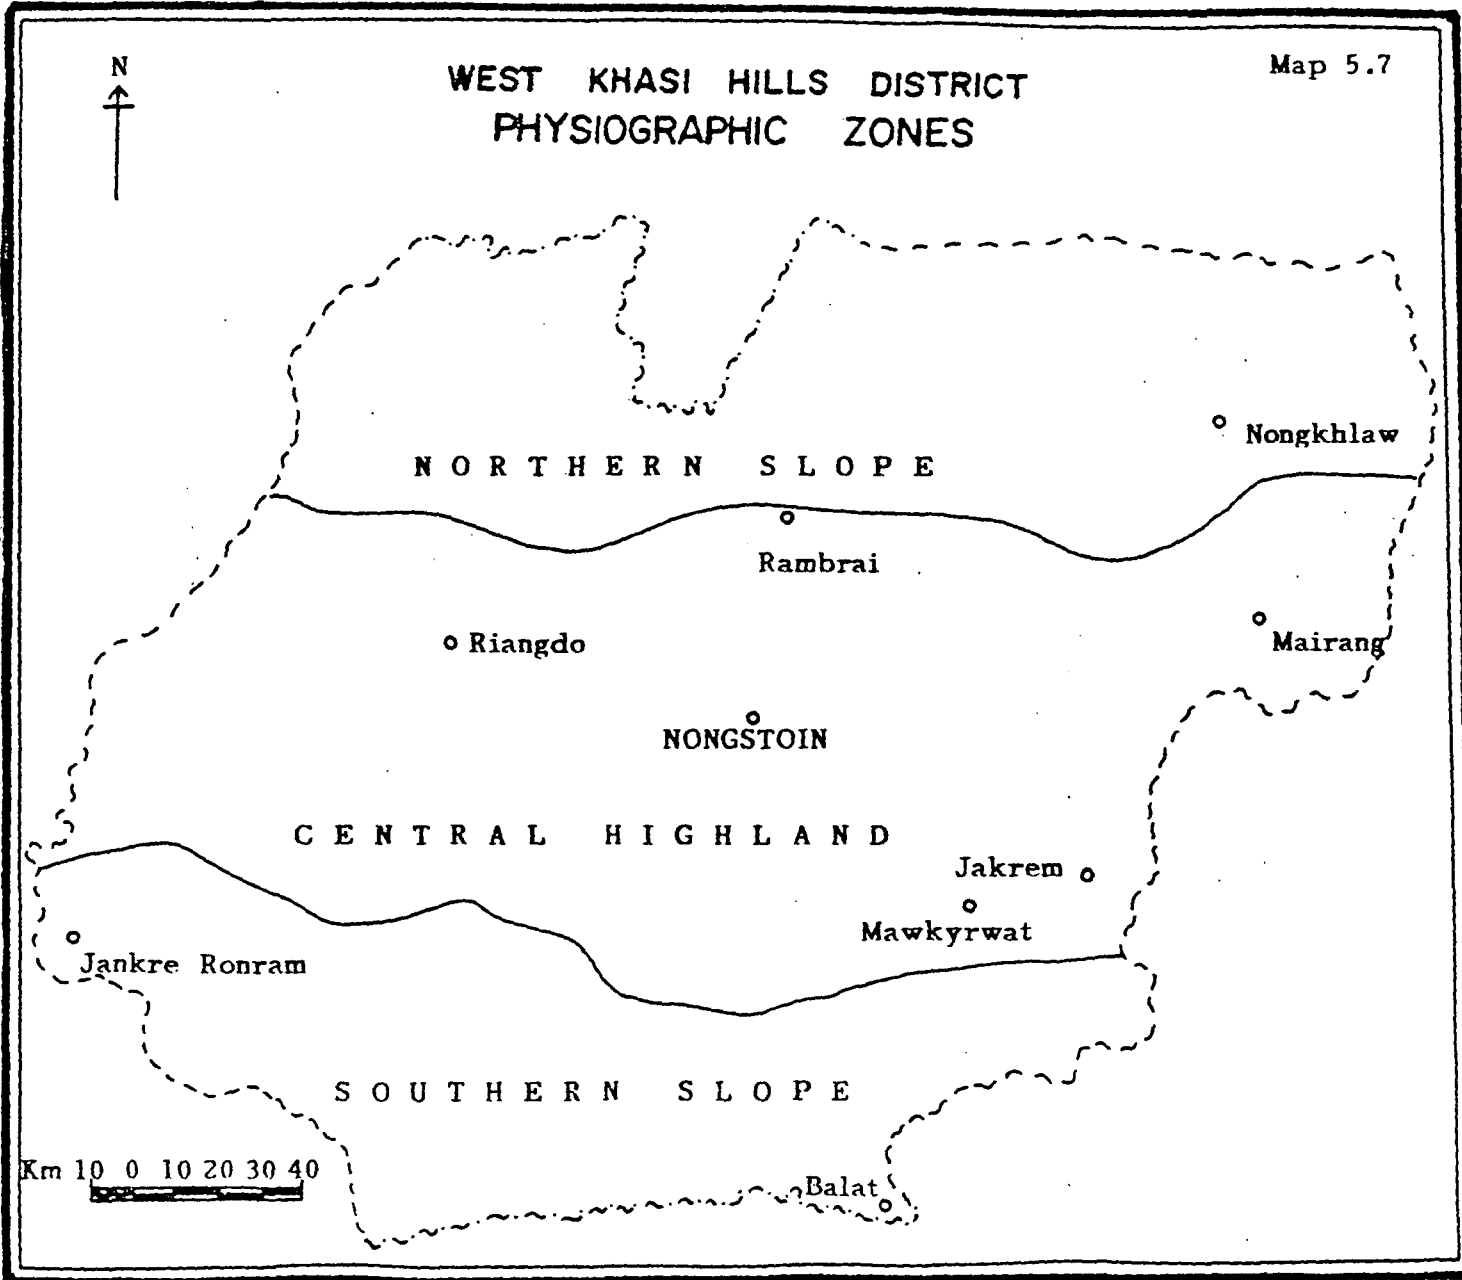 N
Map 5.7
WEST KHASI HILLS DISTRICT
PHYSIOGRAPHIC ZONES
Nongkhlaw
NORTHERN SLOPE
Rambrai
Riangdo
Mairang
NONGSTOIN
CENTRAL HIGHLAND
Jakrem
Mawkyrwat
Jankre Ronram
SOUTHERN SLOPE
Km 10 0 10 20 30 40
Balat